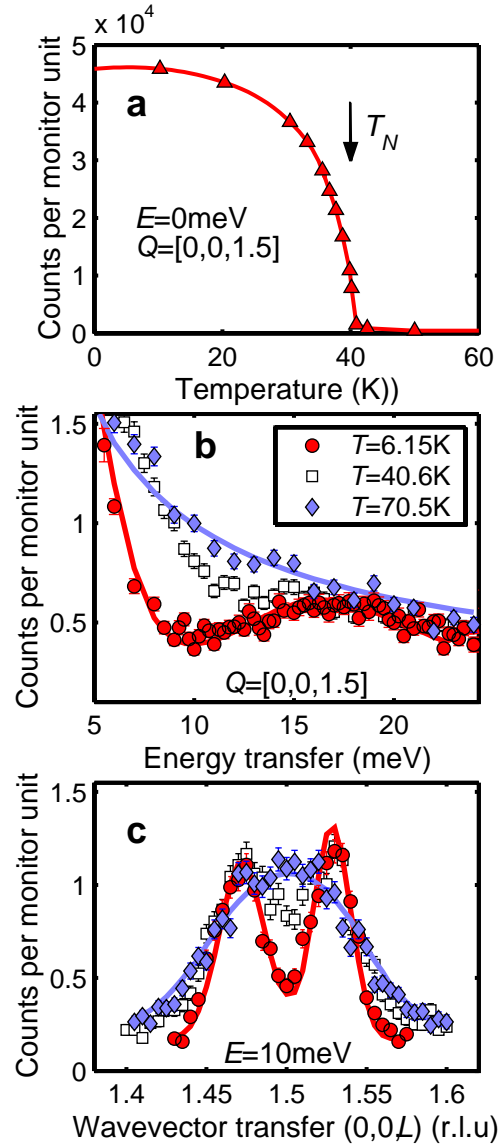 x 10⁴
5
4
3
2
1
0
Counts per monitor unit
a
T_N
E=0meV
Q=[0,0,1.5]
0 20 40 60
Temperature (K))
1.5
1
0.5
Counts per monitor unit
b
T=6.15K
T=40.6K
T=70.5K
Q=[0,0,1.5]
5 10 15 20
Energy transfer (meV)
1.5
1
0.5
0
Counts per monitor unit
c
E=10meV
1.4 1.45 1.5 1.55 1.6
Wavevector transfer (0,0,L) (r.l.u)